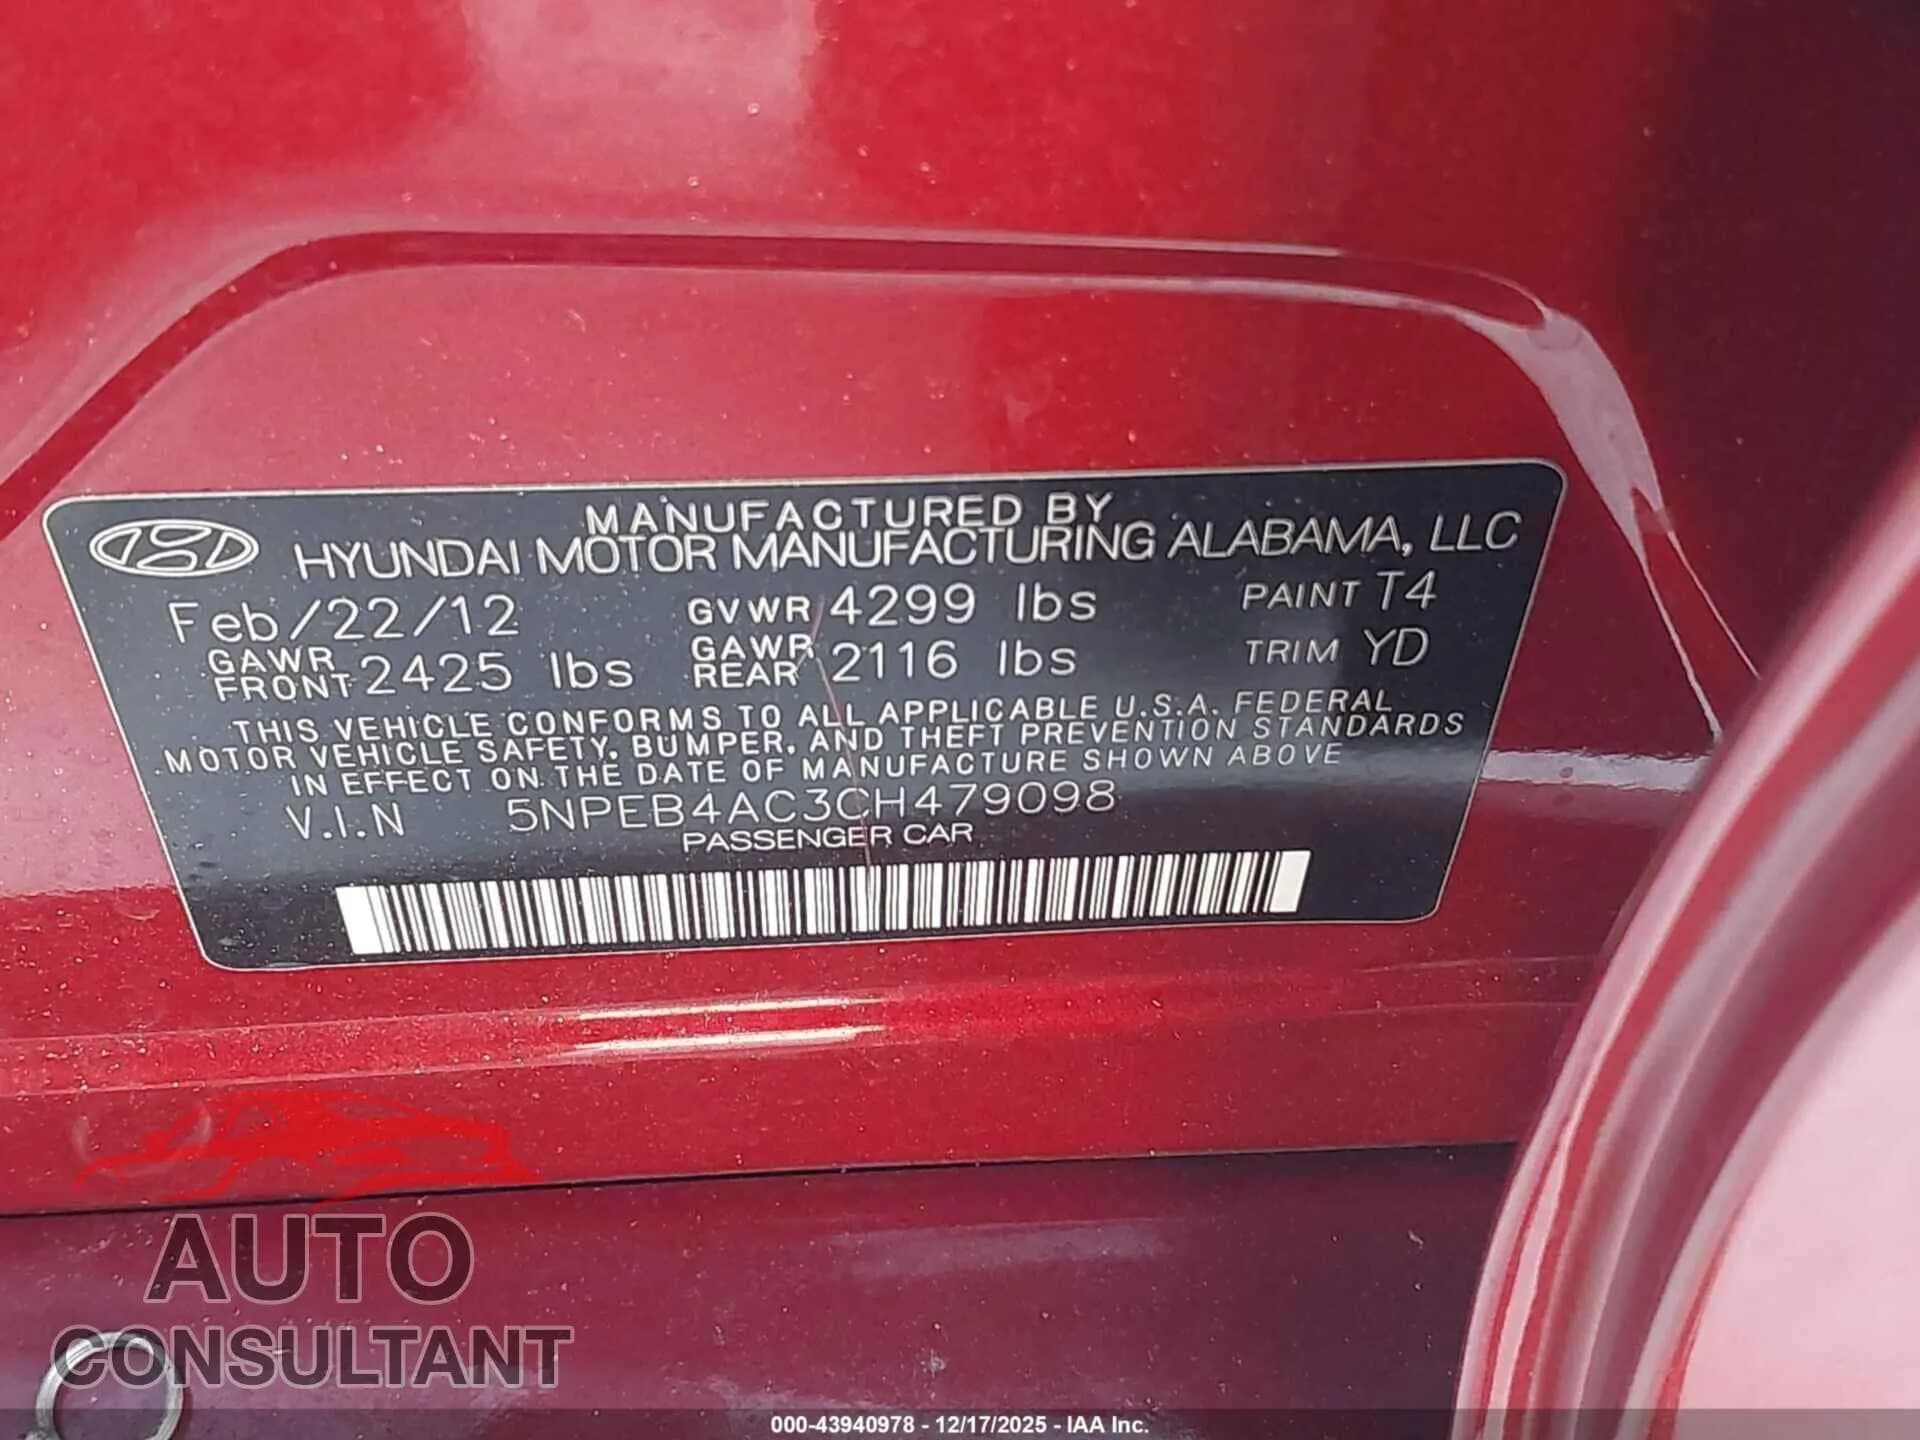 MANUFACTURED BY
HYUNDAI MOTOR MANUFACTURING ALABAMA, LLC
Feb/22/12 GVWR 4299 lbs PAINT T4
GAWR FRONT 2425 lbs GAWR REAR 2116 lbs TRIM YD
THIS VEHICLE CONFORMS TO ALL APPLICABLE U.S.A. FEDERAL
MOTOR VEHICLE SAFETY, BUMPER, AND THEFT PREVENTION STANDARDS
IN EFFECT ON THE DATE OF MANUFACTURE SHOWN ABOVE
V.I.N 5NPEB4AC3CH479098
PASSENGER CAR
AUTO
CONSULTANT
000-43940978 - 12/17/2025 - IAA Inc.